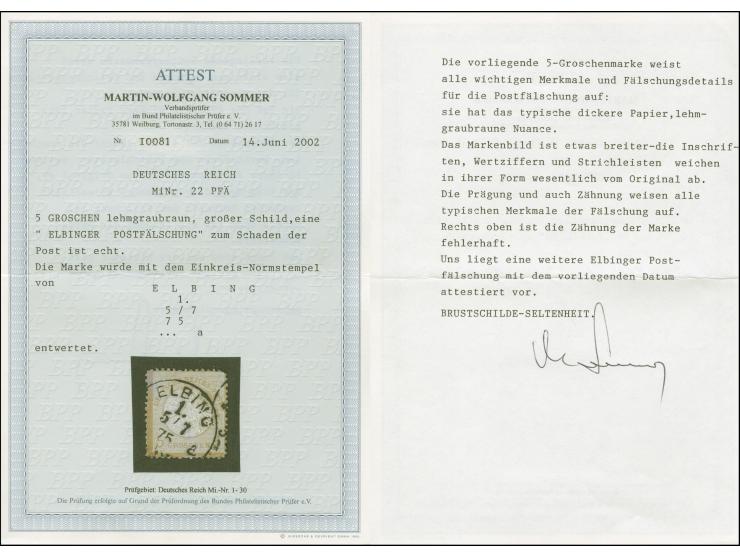 ATTEST
MARTIN-WOLFGANG SOMMER
Verbandsprüfer
im Bund Philatelistischer Prüfer e. V.
35781 Weilburg, Tortonastr. 3, Tel. (0 64 71) 26 17
Nr. I0081 Datum 14.Juni 2002
DEUTSCHES REICH
MiNr. 22 PFÄ
5 GROSCHEN lehmgraubraun, großer Schild,eine
" ELBINGER POSTFÄLSCHUNG" zum Schaden der
Post ist echt.
Die Marke wurde mit dem Einkreis-Normstempel
von
E L B I N G
1.
5 / 7
7 5
... a
entwertet.
ELBING
1.
5/7
75
a
Prüfgebiet: Deutsches Reich Mi.-Nr. 1- 30
Die Prüfung erfolgte auf Grund der Prüfordnung des Bundes Philatelistischer Prüfer e.V.
Die vorliegende 5-Groschenmarke weist
alle wichtigen Merkmale und Fälschungsdetails
für die Postfälschung auf:
sie hat das typische dickere Papier,lehm-
graubraune Nuance.
Das Markenbild ist etwas breiter-die Inschrif-
ten, Wertziffern und Strichleisten weichen
in ihrer Form wesentlich vom Original ab.
Die Prägung und auch Zähnung weisen alle
typischen Merkmale der Fälschung auf.
Rechts oben ist die Zähnung der Marke
fehlerhaft.
Uns liegt eine weitere Elbinger Post-
fälschung mit dem vorliegenden Datum
attestiert vor.
BRUSTSCHILDE-SELTENHEIT.